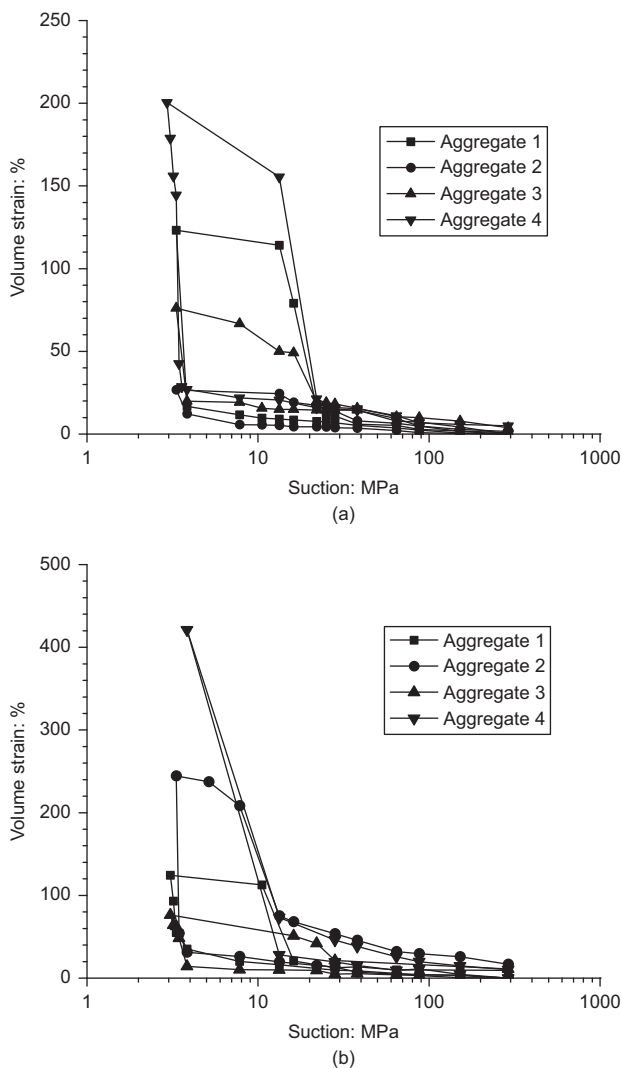 250
200
150
100
50
0
Volume strain: %
Aggregate 1
Aggregate 2
Aggregate 3
Aggregate 4
1 10 100 1000
Suction: MPa
(a)
500
400
300
200
100
0
Volume strain: %
Aggregate 1
Aggregate 2
Aggregate 3
Aggregate 4
1 10 100 1000
Suction: MPa
(b)